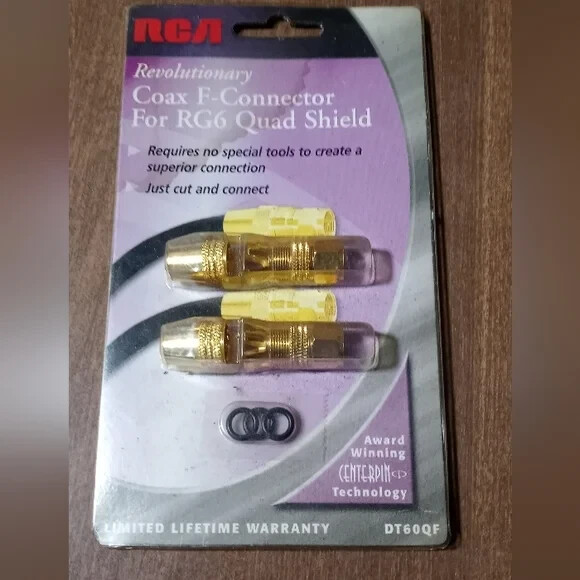 RCA
Revolutionary
Coax F-Connector
For RG6 Quad Shield
Requires no special tools to create a
superior connection
Just cut and connect
Award
Winning
CENTERPIN
Technology
LIMITED LIFETIME WARRANTY DT60QF